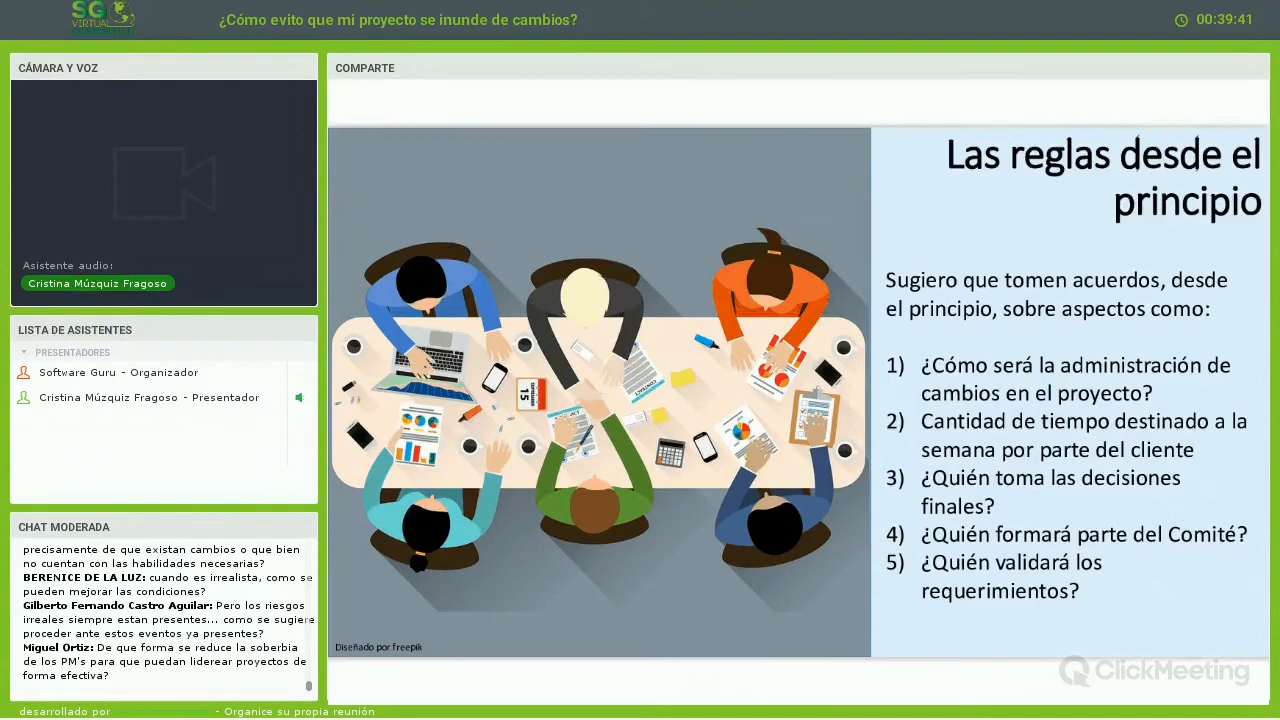 SG
VIRTUAL
¿Cómo evito que mi proyecto se inunde de cambios?
00:39:41
CÁMARA Y VOZ
Asistente audio:
Cristina Múzquiz Fragoso
LISTA DE ASISTENTES
PRESENTADORES
Software Guru - Organizador
Cristina Múzquiz Fragoso - Presentador
CHAT MODERADA
precisamente de que existan cambios o que bien
no cuentan con las habilidades necesarias?
BERENICE DE LA LUZ: cuando es irrealista, como se
pueden mejorar las condiciones?
Gilberto Fernando Castro Aguilar: Pero los riesgos
irreales siempre estan presentes... como se sugiere
proceder ante estos eventos ya presentes?
Miguel Ortiz: De que forma se reduce la soberbia
de los PM's para que puedan liderear proyectos de
forma efectiva?
desarrollado por - Organice su propia reunión
COMPARTE
CONTRACT
CONTRACT
15
Diseñado por freepik
Las reglas desde el
principio
Sugiero que tomen acuerdos, desde
el principio, sobre aspectos como:
1) ¿Cómo será la administración de
cambios en el proyecto?
2) Cantidad de tiempo destinado a la
semana por parte del cliente
3) ¿Quién toma las decisiones
finales?
4) ¿Quién formará parte del Comité?
5) ¿Quién validará los
requerimientos?
ClickMeeting